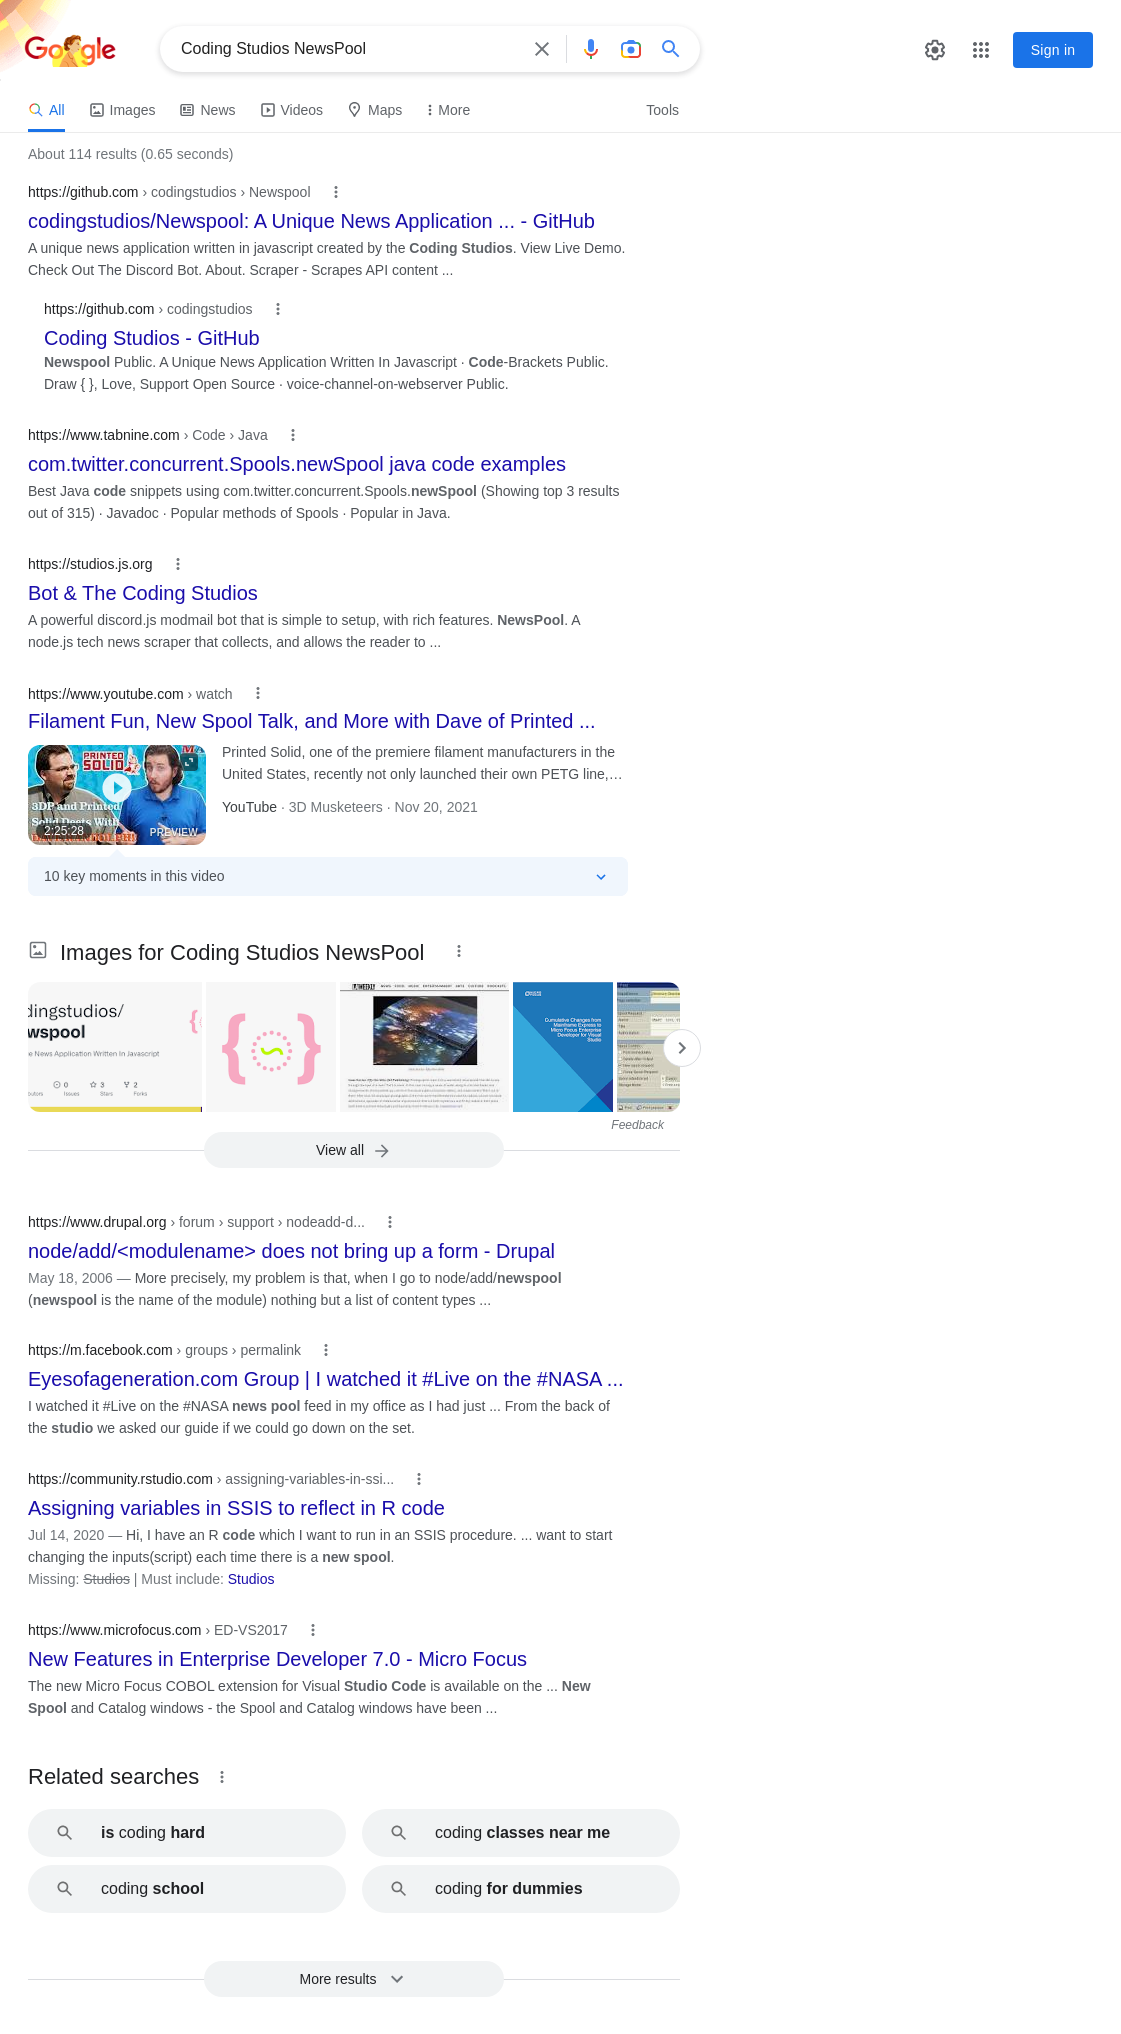 Google
Coding Studios NewsPool
Sign in
All
Images
News
Videos
Maps
More
Tools
About 114 results (0.65 seconds)
https://github.com › codingstudios › Newspool
codingstudios/Newspool: A Unique News Application ... - GitHub
A unique news application written in javascript created by the Coding Studios. View Live Demo.
Check Out The Discord Bot. About. Scraper - Scrapes API content ...
https://github.com › codingstudios
Coding Studios - GitHub
Newspool Public. A Unique News Application Written In Javascript · Code-Brackets Public.
Draw { }, Love, Support Open Source · voice-channel-on-webserver Public.
https://www.tabnine.com › Code › Java
com.twitter.concurrent.Spools.newSpool java code examples
Best Java code snippets using com.twitter.concurrent.Spools.newSpool (Showing top 3 results
out of 315) · Javadoc · Popular methods of Spools · Popular in Java.
https://studios.js.org
Bot & The Coding Studios
A powerful discord.js modmail bot that is simple to setup, with rich features. NewsPool. A
node.js tech news scraper that collects, and allows the reader to ...
https://www.youtube.com › watch
Filament Fun, New Spool Talk, and More with Dave of Printed ...
PRINTED
SOLID
3DP and Printed
Solid Deets With
2:25:28
PREVIEW
Printed Solid, one of the premiere filament manufacturers in the
United States, recently not only launched their own PETG line,…
YouTube · 3D Musketeers · Nov 20, 2021
10 key moments in this video
Images for Coding Studios NewsPool
dingstudios/
wspool
e News Application Written In Javascript
0
3
2
utors
Issues
Stars
Forks
WEEKLY
NEWS FOOD MUSIC ENTERTAINMENT ARTS CULTURE PODCASTS
Cumulative Changes from
Mainframe Express to
Micro Focus Enterprise
Developer for Visual
Studio
Feedback
View all
https://www.drupal.org › forum › support › nodeadd-d...
node/add/<modulename> does not bring up a form - Drupal
May 18, 2006 — More precisely, my problem is that, when I go to node/add/newspool
(newspool is the name of the module) nothing but a list of content types ...
https://m.facebook.com › groups › permalink
Eyesofageneration.com Group | I watched it #Live on the #NASA ...
I watched it #Live on the #NASA news pool feed in my office as I had just ... From the back of
the studio we asked our guide if we could go down on the set.
https://community.rstudio.com › assigning-variables-in-ssi...
Assigning variables in SSIS to reflect in R code
Jul 14, 2020 — Hi, I have an R code which I want to run in an SSIS procedure. ... want to start
changing the inputs(script) each time there is a new spool.
Missing: Studios | Must include: Studios
https://www.microfocus.com › ED-VS2017
New Features in Enterprise Developer 7.0 - Micro Focus
The new Micro Focus COBOL extension for Visual Studio Code is available on the ... New
Spool and Catalog windows - the Spool and Catalog windows have been ...
Related searches
is coding hard
coding classes near me
coding school
coding for dummies
More results